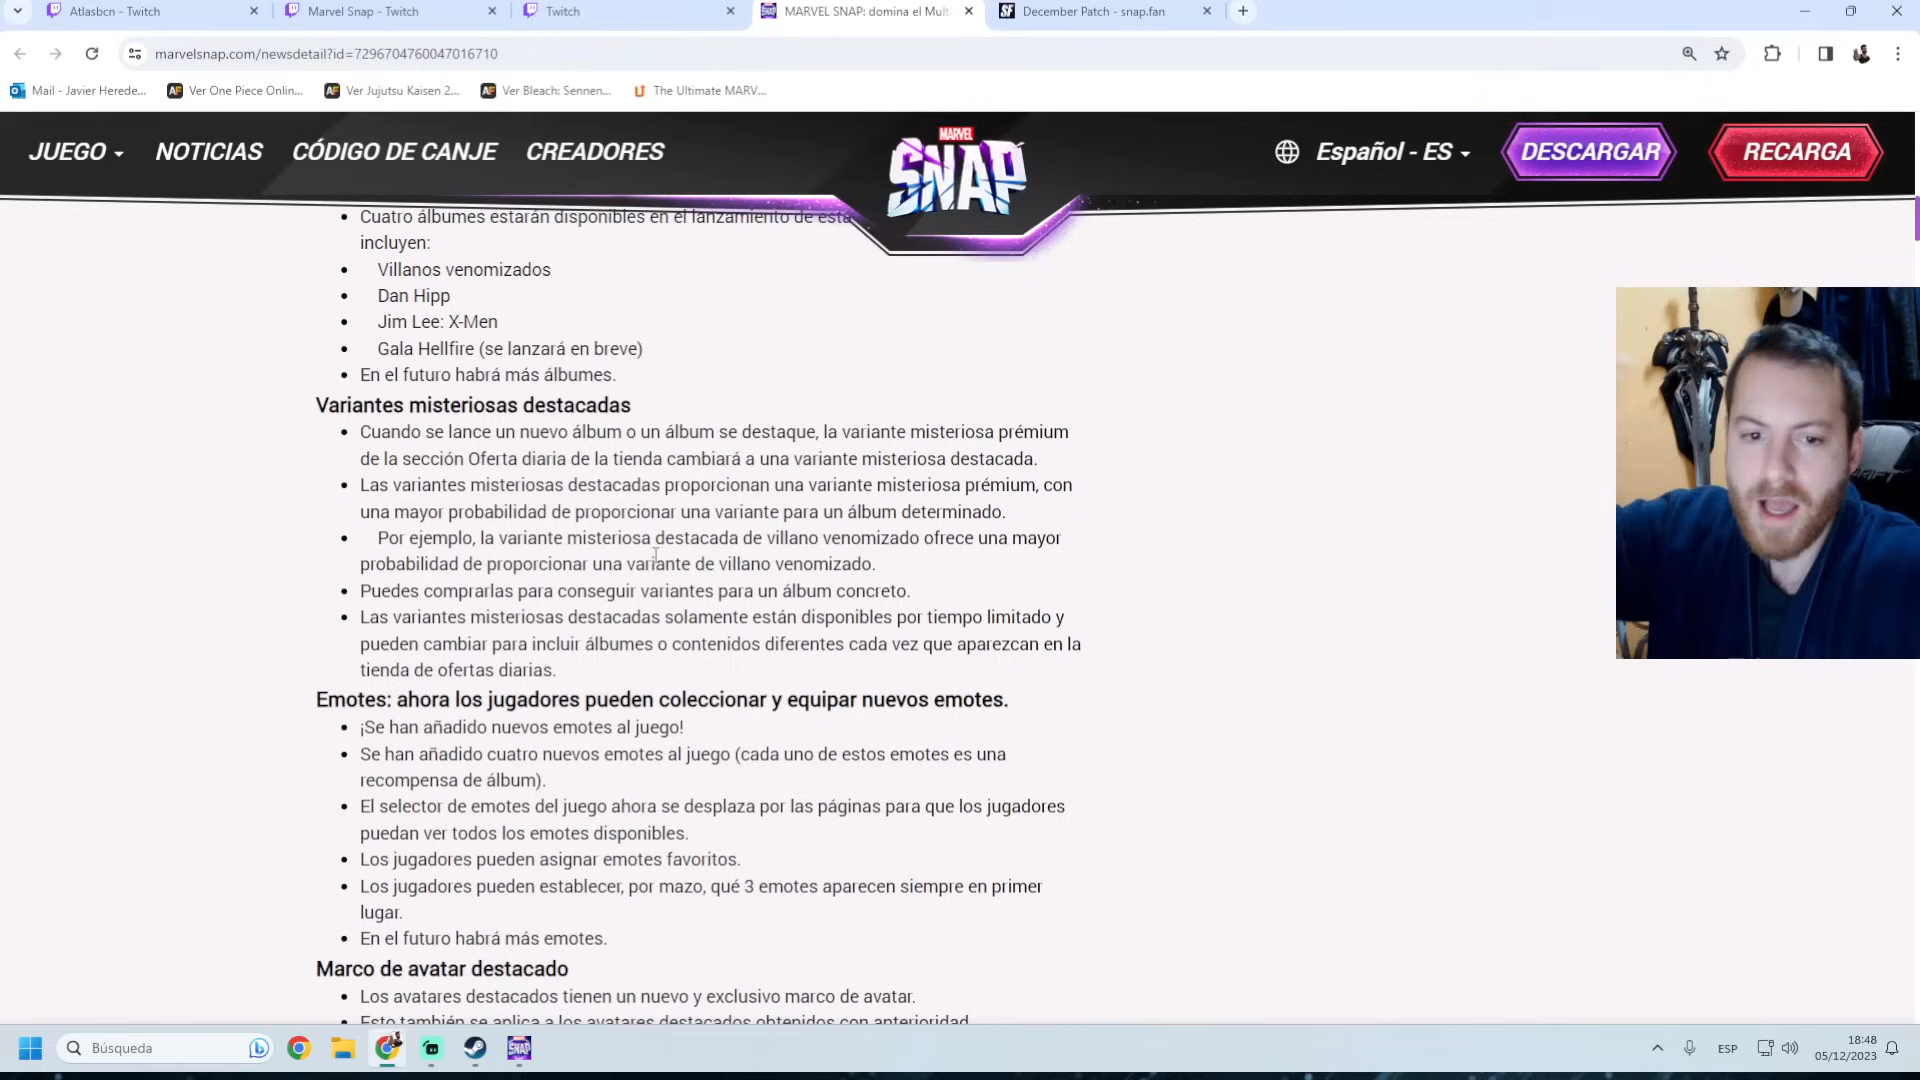 Atlasbcn - Twitch
Marvel Snap - Twitch
Twitch
MARVEL SNAP: domina el Mult
December Patch - snap.fan
marvelsnap.com/newsdetail?id=7296704760047016710
Mail - Javier Herede...
Ver One Piece Onlin...
Ver Jujutsu Kaisen 2...
Ver Bleach: Sennen...
The Ultimate MARV...
JUEGO
NOTICIAS
CÓDIGO DE CANJE
CREADORES
MARVEL
SNAP
Español - ES
DESCARGAR
RECARGA
• Cuatro álbumes estarán disponibles en el lanzamiento de esta
incluyen:
• Villanos venomizados
• Dan Hipp
• Jim Lee: X-Men
• Gala Hellfire (se lanzará en breve)
• En el futuro habrá más álbumes.
Variantes misteriosas destacadas
• Cuando se lance un nuevo álbum o un álbum se destaque, la variante misteriosa prémium
de la sección Oferta diaria de la tienda cambiará a una variante misteriosa destacada.
• Las variantes misteriosas destacadas proporcionan una variante misteriosa prémium, con
una mayor probabilidad de proporcionar una variante para un álbum determinado.
• Por ejemplo, la variante misteriosa destacada de villano venomizado ofrece una mayor
probabilidad de proporcionar una variante de villano venomizado.
• Puedes comprarlas para conseguir variantes para un álbum concreto.
• Las variantes misteriosas destacadas solamente están disponibles por tiempo limitado y
pueden cambiar para incluir álbumes o contenidos diferentes cada vez que aparezcan en la
tienda de ofertas diarias.
Emotes: ahora los jugadores pueden coleccionar y equipar nuevos emotes.
• ¡Se han añadido nuevos emotes al juego!
• Se han añadido cuatro nuevos emotes al juego (cada uno de estos emotes es una
recompensa de álbum).
• El selector de emotes del juego ahora se desplaza por las páginas para que los jugadores
puedan ver todos los emotes disponibles.
• Los jugadores pueden asignar emotes favoritos.
• Los jugadores pueden establecer, por mazo, qué 3 emotes aparecen siempre en primer
lugar.
• En el futuro habrá más emotes.
Marco de avatar destacado
• Los avatares destacados tienen un nuevo y exclusivo marco de avatar.
• Esto también se aplica a los avatares destacados obtenidos con anterioridad.
Búsqueda
ESP
18:48
05/12/2023